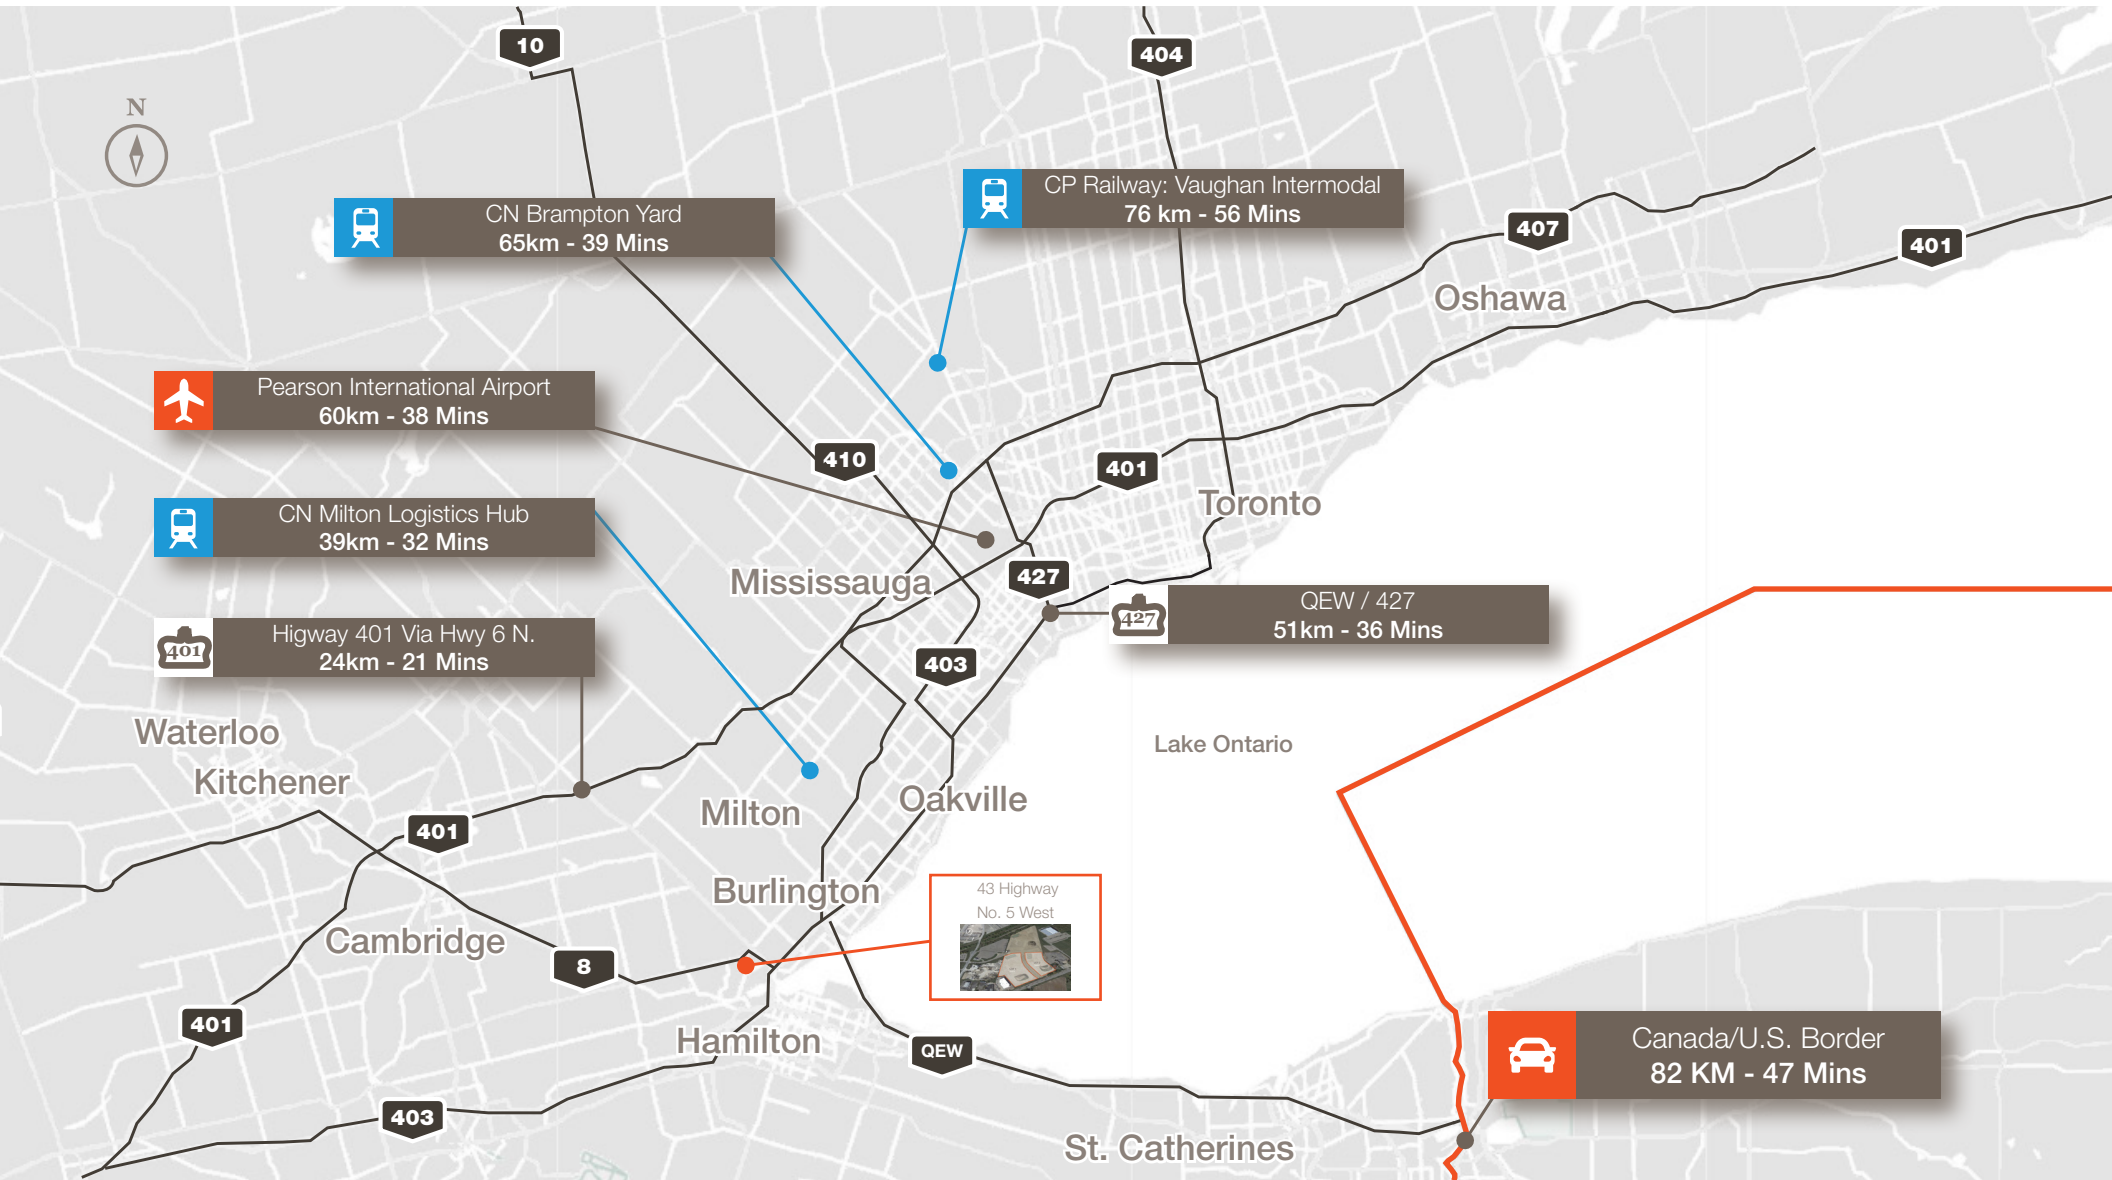 10
404
N
CP Railway: Vaughan Intermodal
76 km - 56 Mins
CN Brampton Yard
65km - 39 Mins
407
401
Oshawa
Pearson International Airport
60km - 38 Mins
410
401
Toronto
CN Milton Logistics Hub
39km - 32 Mins
Mississauga
427
427
QEW / 427
51km - 36 Mins
401
Higway 401 Via Hwy 6 N.
24km - 21 Mins
403
Waterloo
Lake Ontario
Kitchener
Milton
Oakville
401
Burlington
43 Highway
No. 5 West
Cambridge
8
401
Hamilton
QEW
Canada/U.S. Border
82 KM - 47 Mins
403
St. Catherines